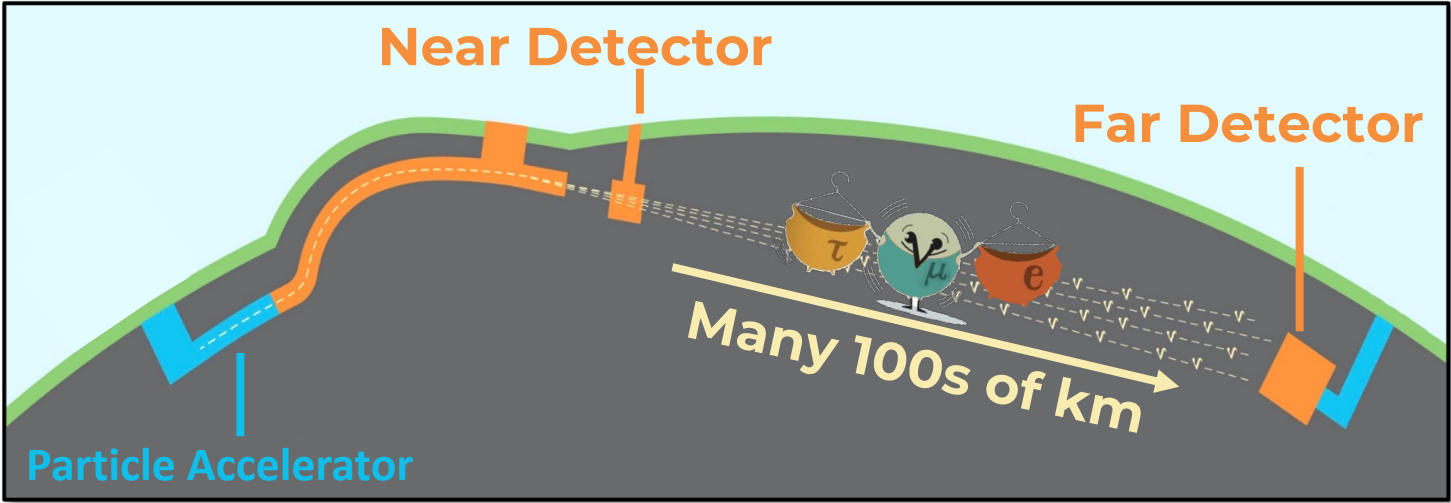 Near Detector
Far Detector
τ
ν
μ
e
Many 100s of km
Particle Accelerator